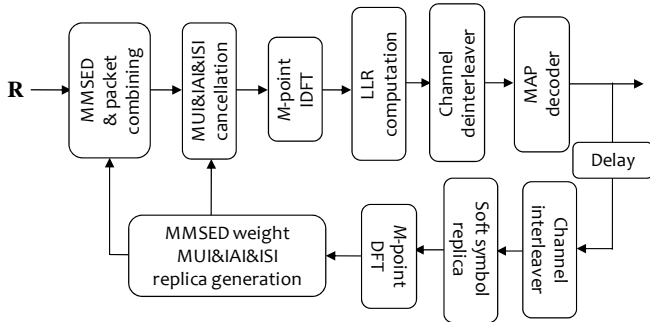 R
MMSED
& packet
combining
MUI&IAI&ISI
cancellation
M-point
IDFT
LLR
computation
Channel
deinterleaver
MAP
decoder
Delay
Channel
interleaver
Soft symbol
replica
M-point
DFT
MMSED weight
MUI&IAI&ISI
replica generation